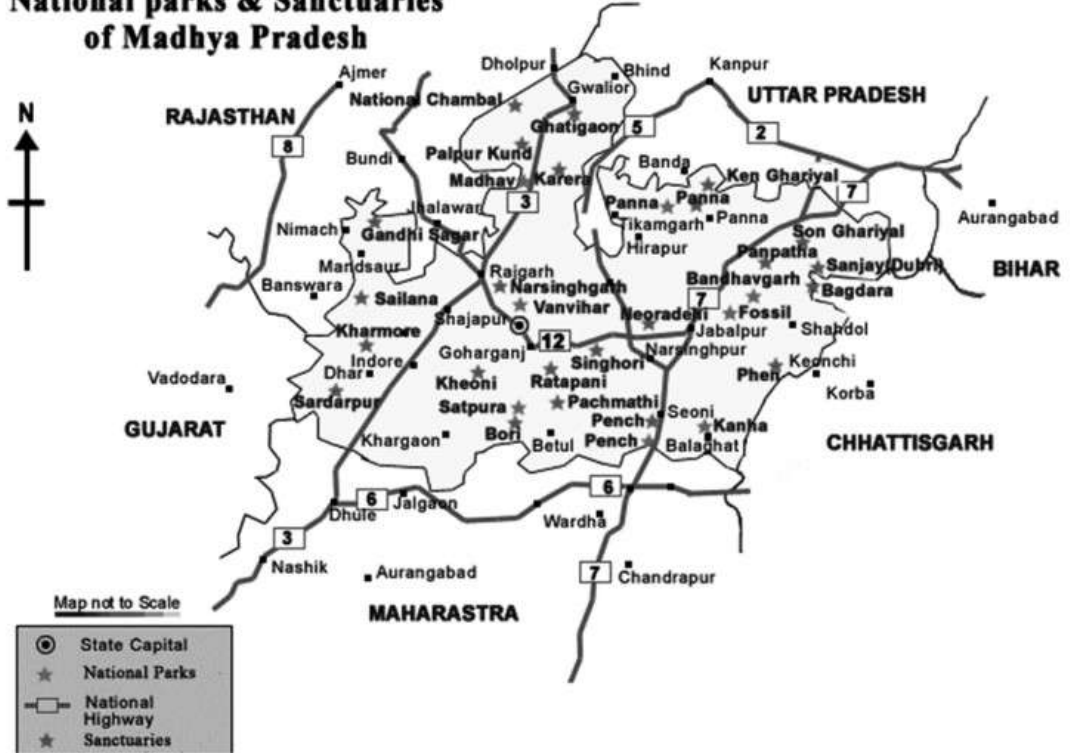 National parks & Sanctuaries
of Madhya Pradesh
N
Dholpur
Bhind
Kanpur
Ajmer
National Chambal
Gwalior
UTTAR PRADESH
RAJASTHAN
Ghatigaon
5
2
8
Bundi
Palpur Kund
Banda
Ken Ghariyal
Madhav
Karera
3
Panna
Panna
7
Jhalawar
Tikamgarh
Panna
Aurangabad
Nimach
Gandhi Sagar
Hirapur
Son Ghariyal
Panpatha
Mandsaur
Rajgarh
Sanjay(Dubri)
BIHAR
Banswara
Narsinghgarh
Bandhavgarh
Bagdara
Sailana
Vanvihar
7
Shajapur
Neoradehi
Fossil
Kharmore
12
Jabalpur
Shahdol
Goharganj
Narsinghpur
Indore
Singhori
Keonchi
Vadodara
Dhar
Kheoni
Ratapani
Phen
Korba
Sardarpur
Satpura
Pachmathi
Seoni
GUJARAT
Pench
Kanha
Khargaon
Bori
Betul
Pench
Balaghat
CHHATTISGARH
6
6
Dhule
Jalgaon
Wardha
3
Nashik
Aurangabad
7
Chandrapur
Map not to Scale
MAHARASTRA
State Capital
National Parks
National
Highway
Sanctuaries